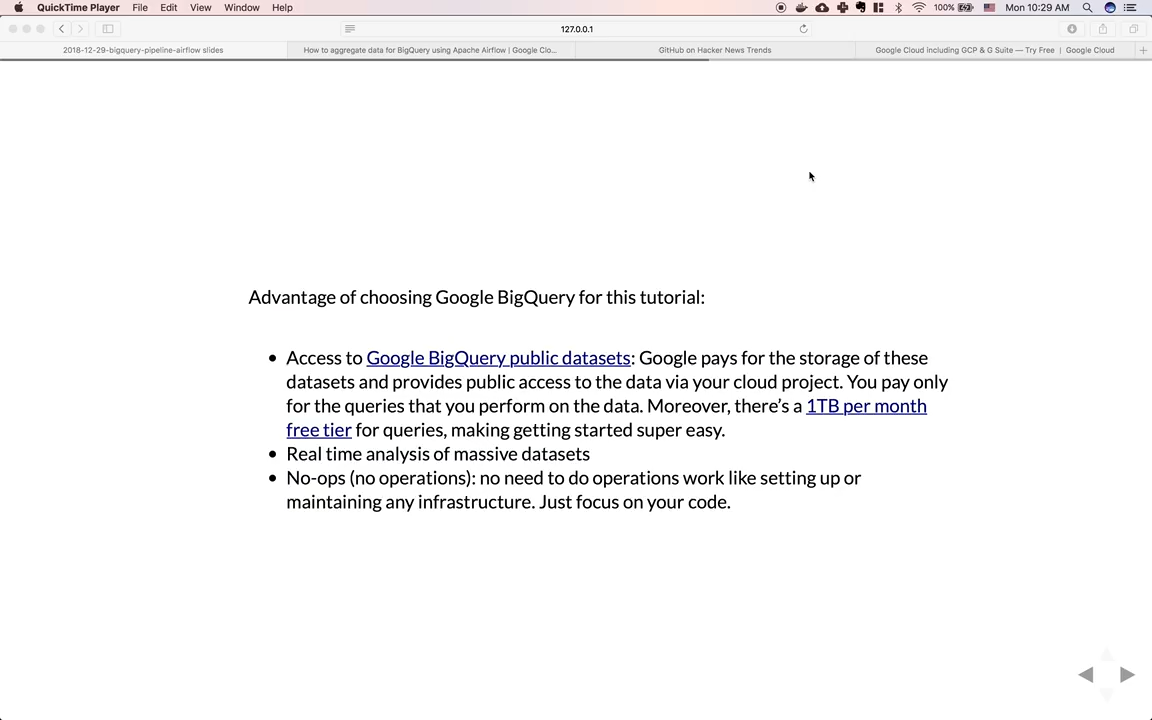 QuickTime Player File Edit View Window Help 100% Mon 10:29 AM
127.0.0.1
2018-12-29-bigquery-pipeline-airflow slides
How to aggregate data for BigQuery using Apache Airflow | Google Clo...
GitHub on Hacker News Trends
Google Cloud including GCP & G Suite — Try Free | Google Cloud
Advantage of choosing Google BigQuery for this tutorial:
Access to Google BigQuery public datasets: Google pays for the storage of these
datasets and provides public access to the data via your cloud project. You pay only
for the queries that you perform on the data. Moreover, there's a 1TB per month
free tier for queries, making getting started super easy.
Real time analysis of massive datasets
No-ops (no operations): no need to do operations work like setting up or
maintaining any infrastructure. Just focus on your code.